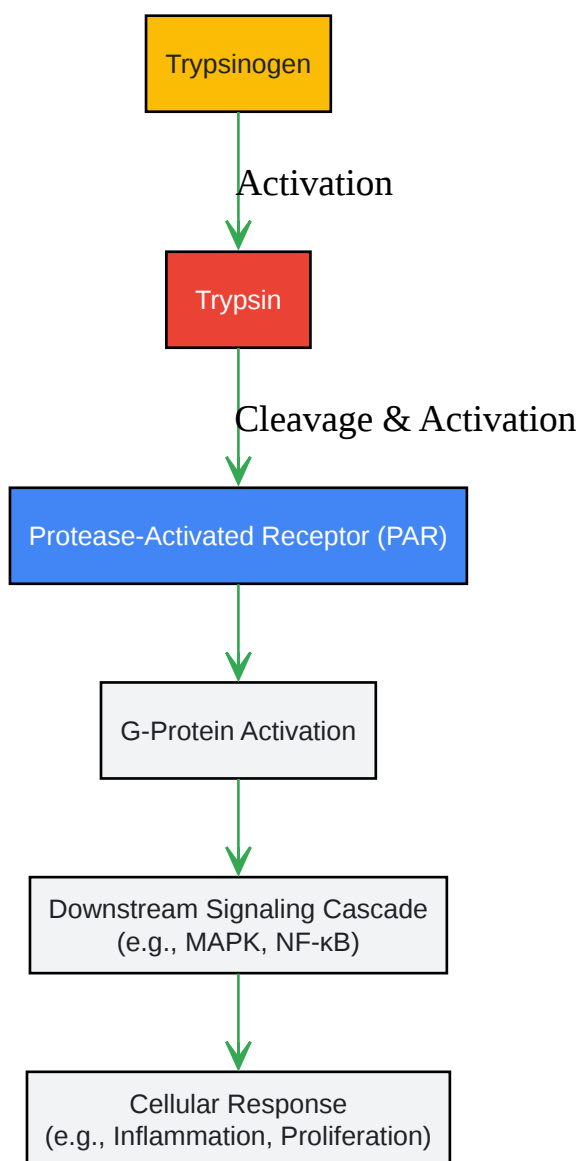 Trypsinogen
Activation
Trypsin
Cleavage & Activation
Protease-Activated Receptor (PAR)
G-Protein Activation
Downstream Signaling Cascade
(e.g., MAPK, NF-κB)
Cellular Response
(e.g., Inflammation, Proliferation)